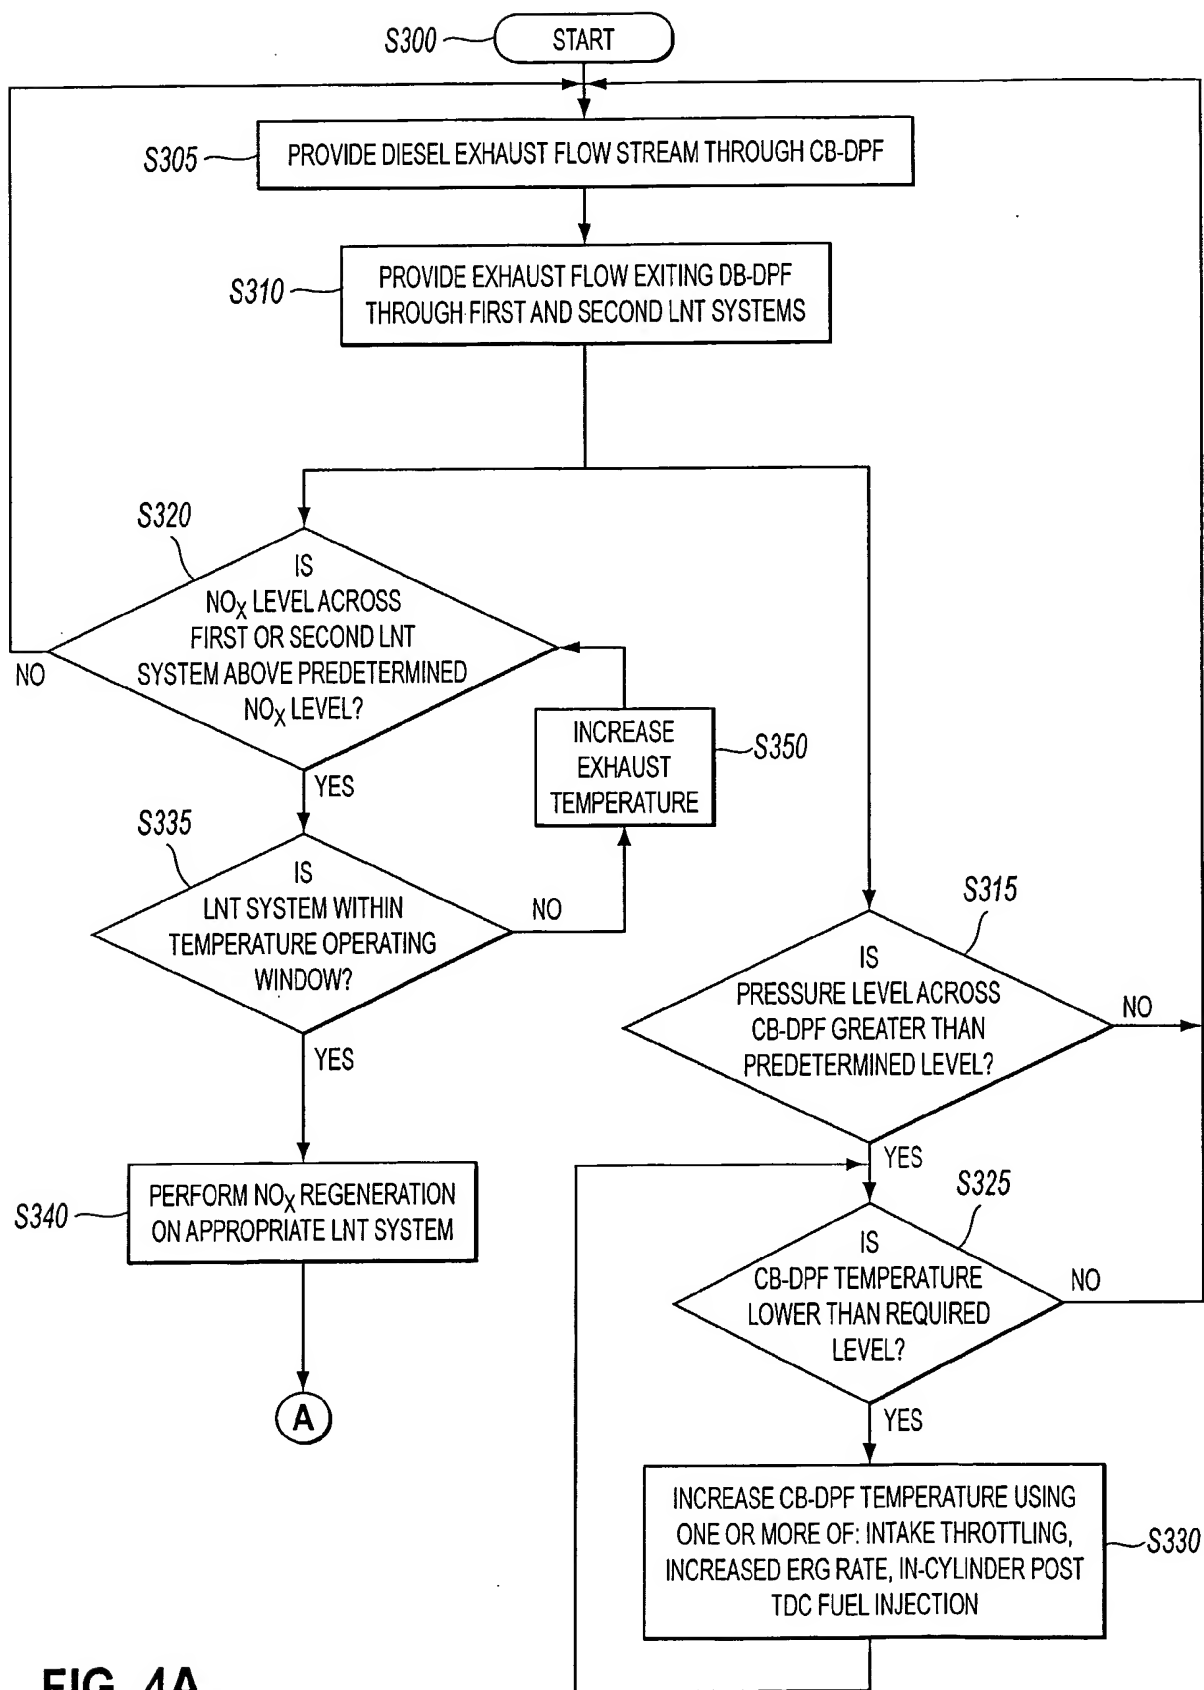 S300
START
S305
PROVIDE DIESEL EXHAUST FLOW STREAM THROUGH CB-DPF
S310
PROVIDE EXHAUST FLOW EXITING DB-DPF
THROUGH FIRST AND SECOND LNT SYSTEMS
S320
IS
NOX LEVEL ACROSS
FIRST OR SECOND LNT
SYSTEM ABOVE PREDETERMINED
NOX LEVEL?
NO
YES
INCREASE
EXHAUST
TEMPERATURE
S350
S335
IS
LNT SYSTEM WITHIN
TEMPERATURE OPERATING
WINDOW?
NO
YES
S340
PERFORM NOX REGENERATION
ON APPROPRIATE LNT SYSTEM
A
S315
IS
PRESSURE LEVEL ACROSS
CB-DPF GREATER THAN
PREDETERMINED LEVEL?
NO
YES
S325
IS
CB-DPF TEMPERATURE
LOWER THAN REQUIRED
LEVEL?
NO
YES
INCREASE CB-DPF TEMPERATURE USING
ONE OR MORE OF: INTAKE THROTTLING,
INCREASED ERG RATE, IN-CYLINDER POST
TDC FUEL INJECTION
S330
FIG. 4A